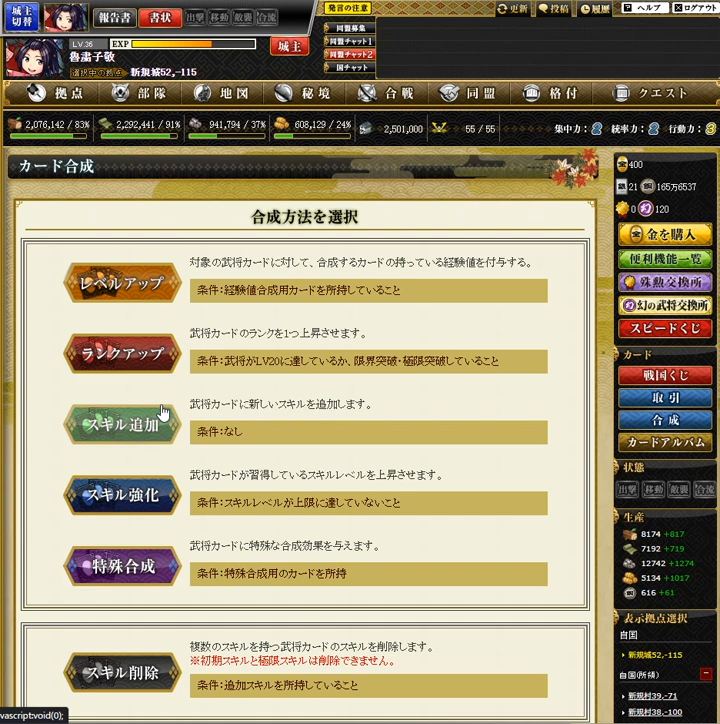 城主
切替
報告書
書状
出撃
移動
敵襲
合流
発言の注意
更新
投稿
履歴
ヘルプ
ログアウト
LV.36
EXP
魯粛子敬
城主
選択中の拠点
新規城52,-115
同盟募集
同盟チャット1
同盟チャット2
国チャット
拠点
部隊
地図
秘境
合戦
同盟
格付
クエスト
2,076,142 / 83%
2,292,441 / 91%
941,794 / 37%
608,129 / 24%
2,501,000
55 / 55
集中力: 2
統率力: 2
行動力: 3
カード合成
合成方法を選択
レベルアップ
対象の武将カードに対して、合成するカードの持っている経験値を付与する。
条件:経験値合成用カードを所持していること
ランクアップ
武将カードのランクを1つ上昇させます。
条件:武将がLV20に達しているか、限界突破・極限突破していること
スキル追加
武将カードに新しいスキルを追加します。
条件:なし
スキル強化
武将カードが習得しているスキルレベルを上昇させます。
条件:スキルレベルが上限に達していないこと
特殊合成
武将カードに特殊な合成効果を与えます。
条件:特殊合成用のカードを所持
スキル削除
複数のスキルを持つ武将カードのスキルを削除します。
※初期スキルと極限スキルは削除できません。
条件:追加スキルを所持していること
400
21
165万6537
0
幻
120
金を購入
便利機能一覧
殊勲交換所
幻の武将交換所
スピードくじ
カード
戦国くじ
取引
合成
カードアルバム
状態
出撃
移動
敵襲
合流
生産
8174 +817
7192 +719
12742 +1274
5134 +1017
616 +61
表示拠点選択
自国
新規城52,-115
自国(所領)
新規村39,-71
新規村38,-100
vascript:void(0);